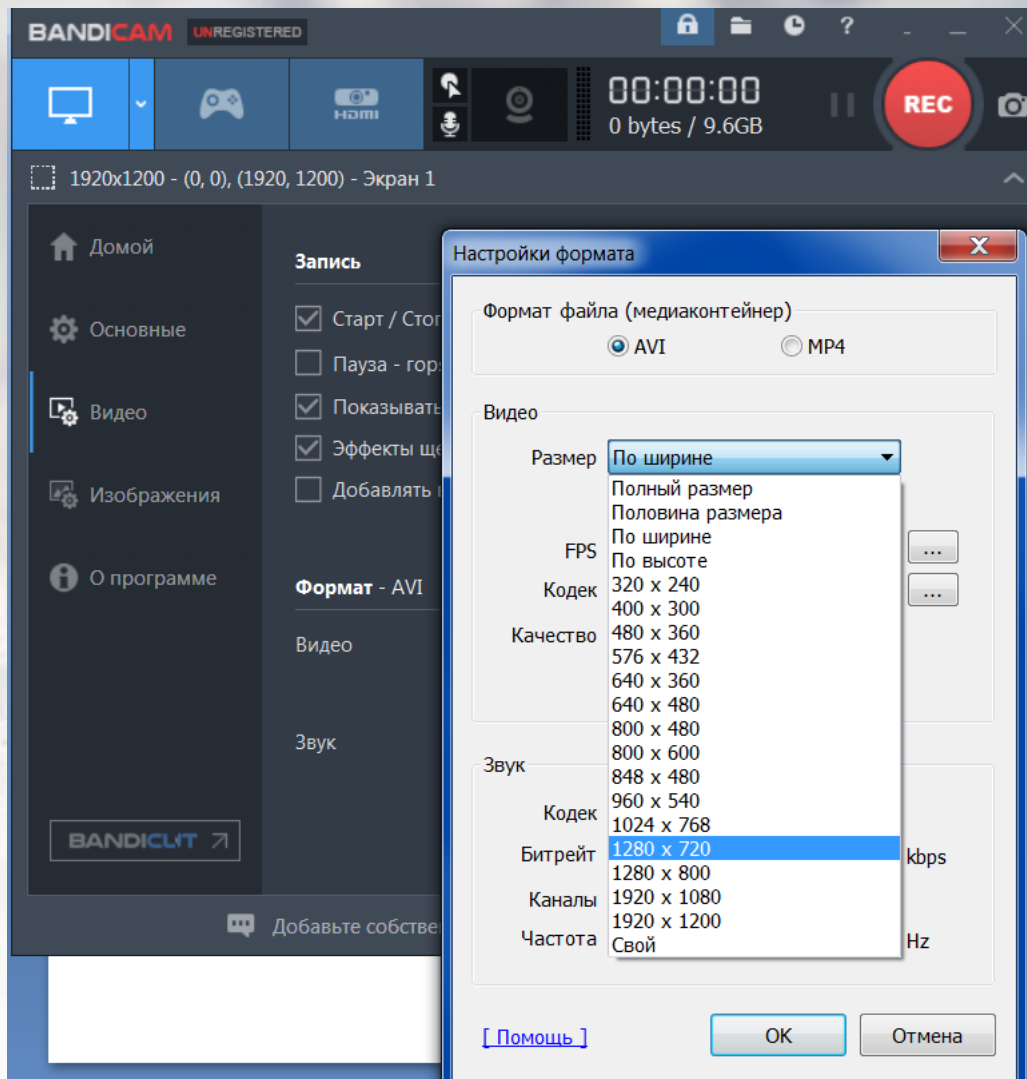 BANDICAM UNREGISTERED
?
HDMI
00:00:00
0 bytes / 9.6GB
REC
1920x1200 - (0, 0), (1920, 1200) - Экран 1
Домой
Основные
Видео
Изображения
О программе
BANDICUT
Запись
Старт / Стоп
Пауза - гор
Показывать
Эффекты ще
Добавлять
Формат - AVI
Видео
Звук
Добавьте собстве
Настройки формата
Формат файла (медиаконтейнер)
AVI MP4
Видео
Размер По ширине
Полный размер
Половина размера
По ширине
По высоте
320 x 240
400 x 300
480 x 360
576 x 432
640 x 360
640 x 480
800 x 480
800 x 600
848 x 480
960 x 540
1024 x 768
1280 x 720
1280 x 800
1920 x 1080
1920 x 1200
Свой
FPS ...
Кодек ...
Качество
Звук
Кодек
Битрейт kbps
Каналы
Частота Hz
[ Помощь ] OK Отмена